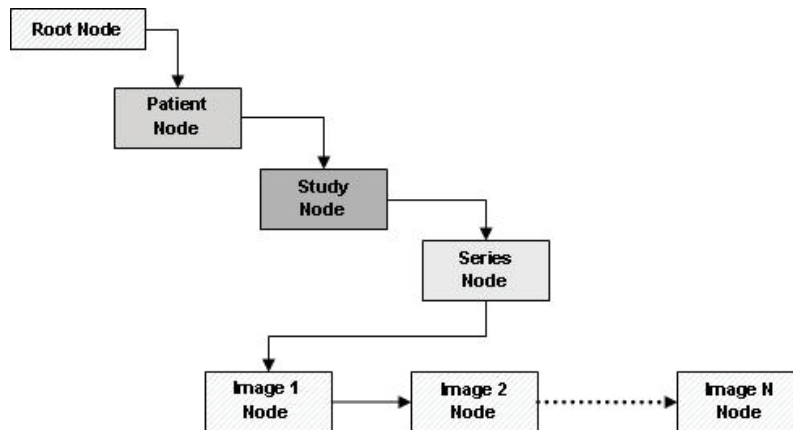 Root Node
Patient
Node
Study
Node
Series
Node
Image 1
Node
Image 2
Node
Image N
Node